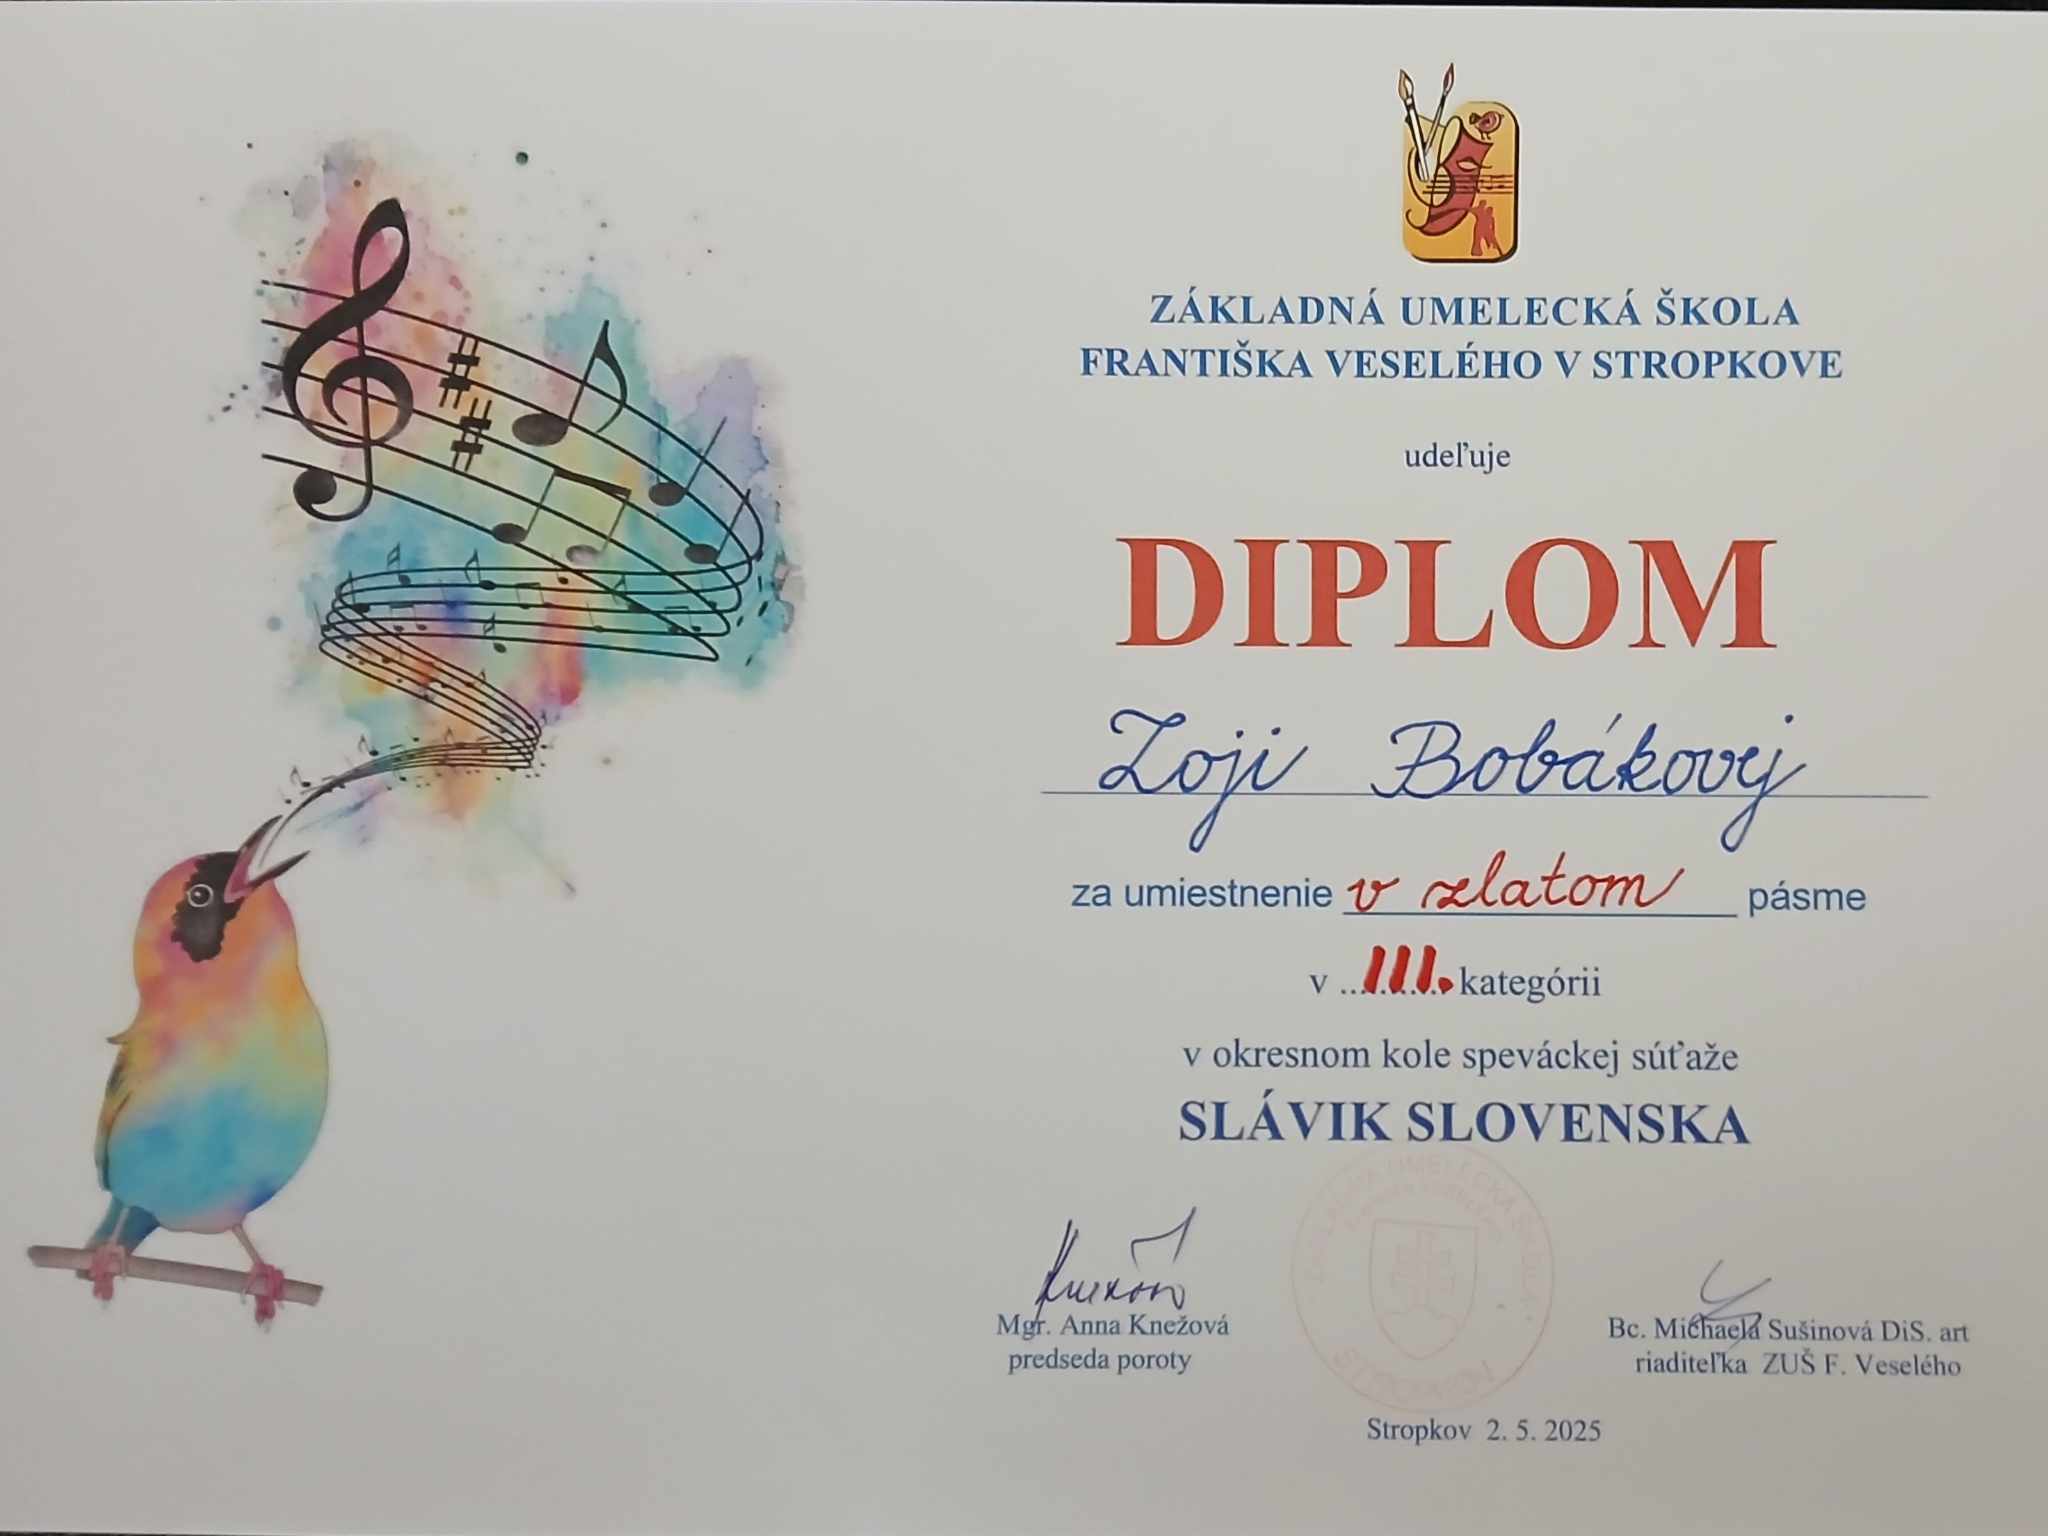 ZÁKLADNÁ UMELECKÁ ŠKOLA
FRANTIŠKA VESELÉHO V STROPKOVE
udeľuje
DIPLOM
Zoji Bobákovej
za umiestnenie v zlatom pásme
v ... III. kategórii
v okresnom kole speváckej súťaže
SLÁVIK SLOVENSKA
Mgr. Anna Knežová
predseda poroty
Bc. Michaela Sušinová DiS. art
riaditeľka ZUŠ F. Veselého
Stropkov 2. 5. 2025